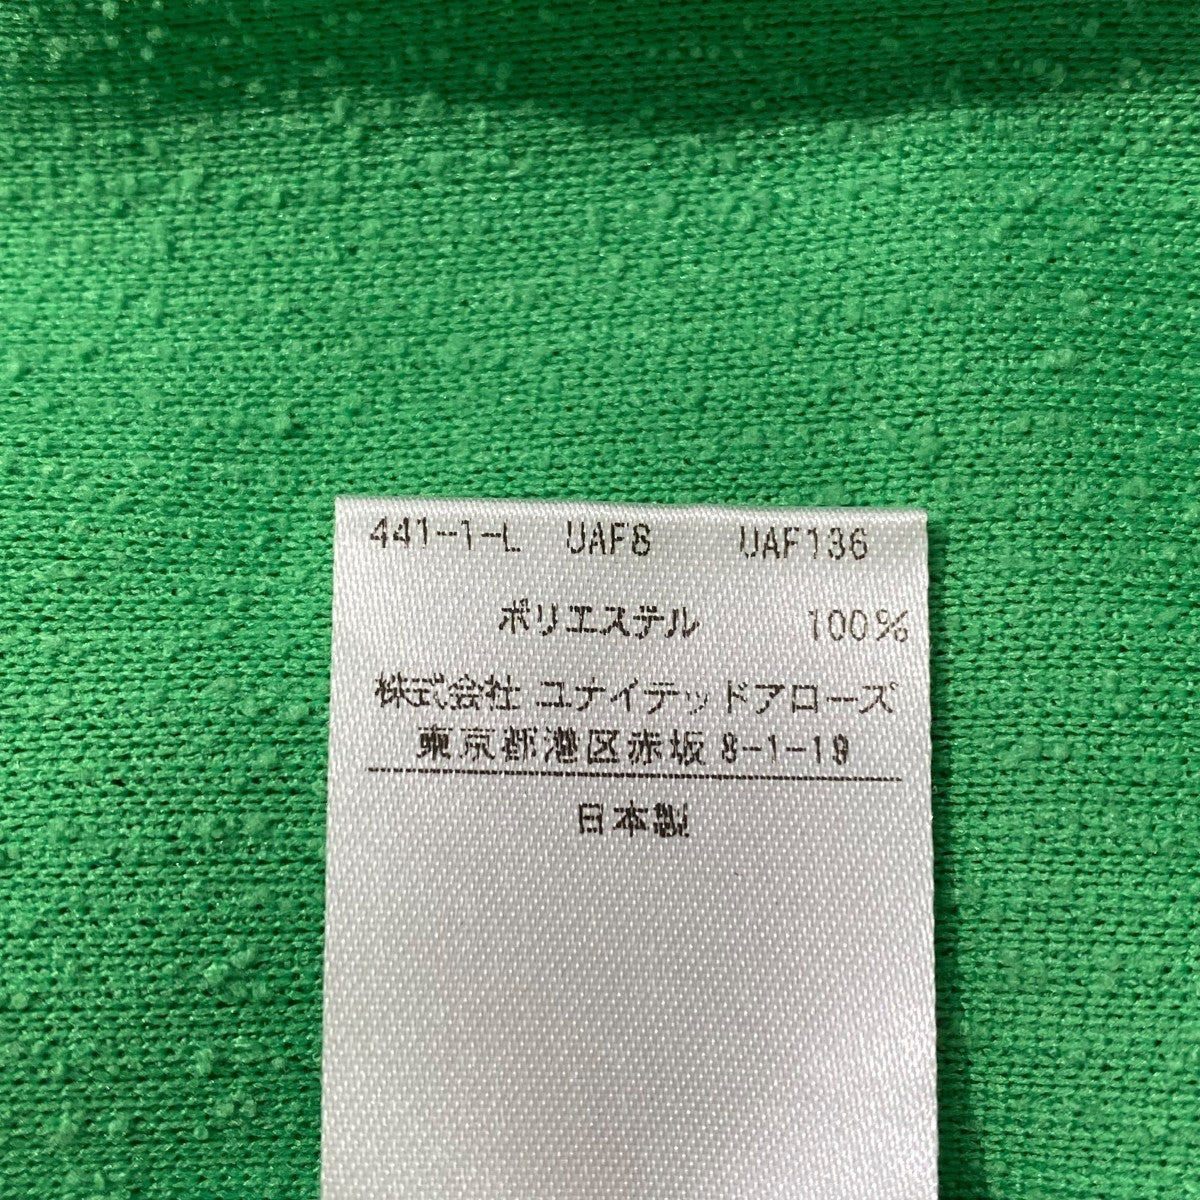 441-1-L UAF8 UAF136
ポリエステル 100%
株式会社 ユナイテッドアローズ
東京都港区赤坂 8-1-19
日本製